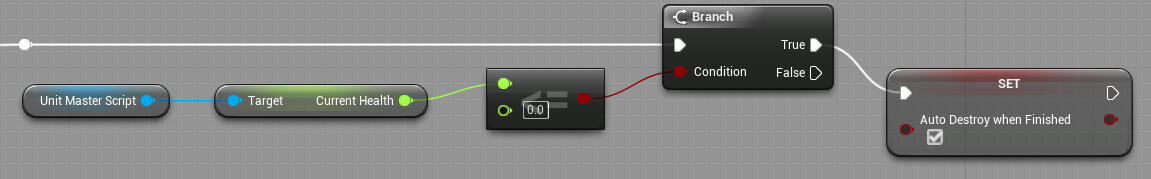 Branch
True
Condition
False
Unit Master Script
Target
Current Health
<=
0.0
SET
Auto Destroy when Finished